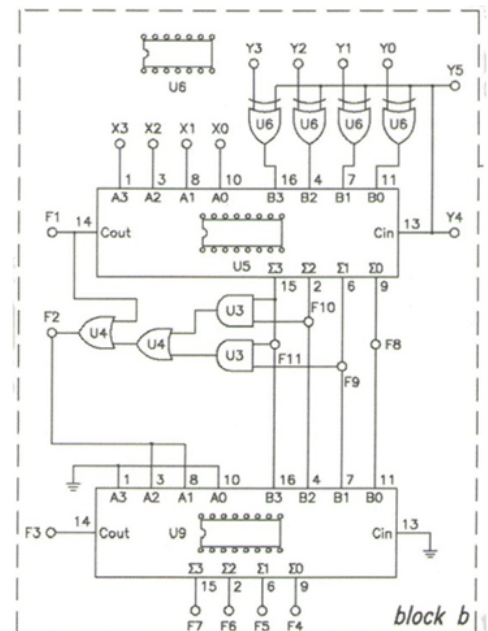 Y3 Y2 Y1 Y0
U6
Y5
U6 U6 U6 U6
X3 X2 X1 X0
1 3 8 10 16 4 7 11
A3 A2 A1 A0 B3 B2 B1 B0
F1 14 Cout Cin 13 Y4
U5 Σ3 Σ2 Σ1 Σ0
15 2 6 9
U3 F10
F2 U4 U4 U3 F11 F8
F9
1 3 8 10 16 4 7 11
A3 A2 A1 A0 B3 B2 B1 B0
F3 14 Cout U9 Cin 13
Σ3 Σ2 Σ1 Σ0
15 2 6 9
F7 F6 F5 F4
block b